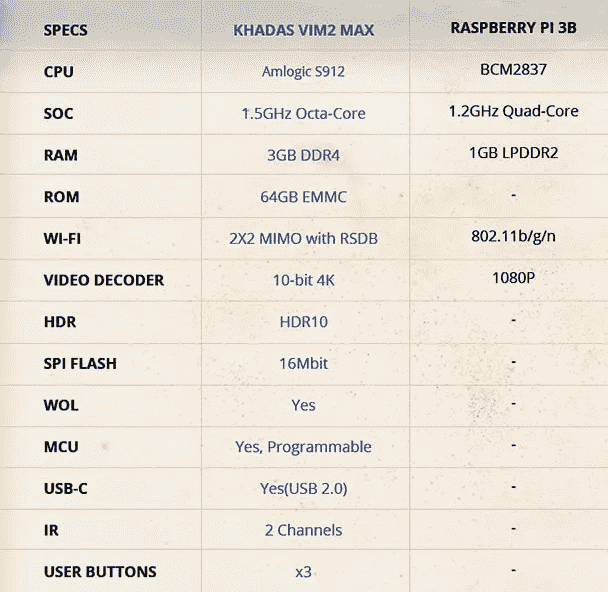 SPECS KHADAS VIM2 MAX RASPBERRY PI 3B
CPU Amlogic S912 BCM2837
SOC 1.5GHz Octa-Core 1.2GHz Quad-Core
RAM 3GB DDR4 1GB LPDDR2
ROM 64GB EMMC -
WI-FI 2X2 MIMO with RSDB 802.11b/g/n
VIDEO DECODER 10-bit 4K 1080P
HDR HDR10 -
SPI FLASH 16Mbit -
WOL Yes -
MCU Yes, Programmable -
USB-C Yes(USB 2.0) -
IR 2 Channels -
USER BUTTONS x3 -